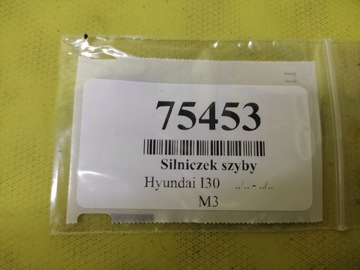 75453
Silniczek szyby
Hyundai I30 ../.. - ../..
M3